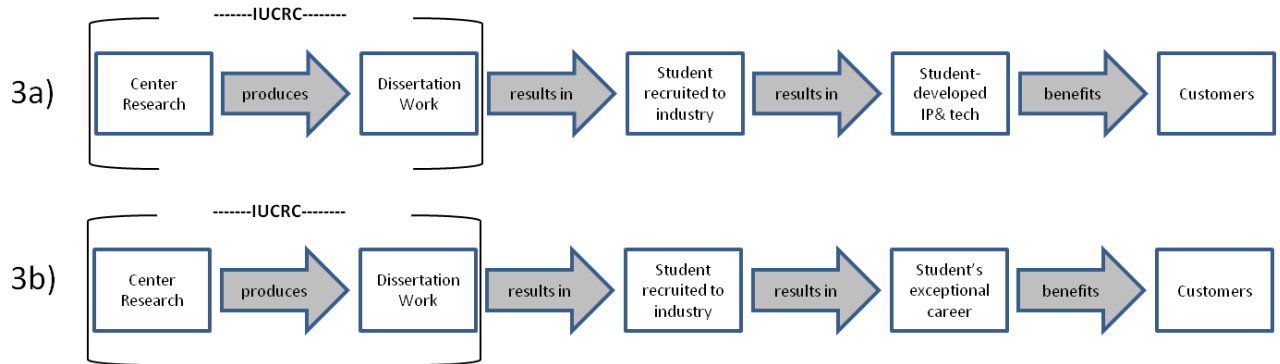 -------IUCRC--------
3a)
Center
Research
produces
Dissertation
Work
results in
Student
recruited to
industry
results in
Student-
developed
IP& tech
benefits
Customers
-------IUCRC--------
3b)
Center
Research
produces
Dissertation
Work
results in
Student
recruited to
industry
results in
Student’s
exceptional
career
benefits
Customers